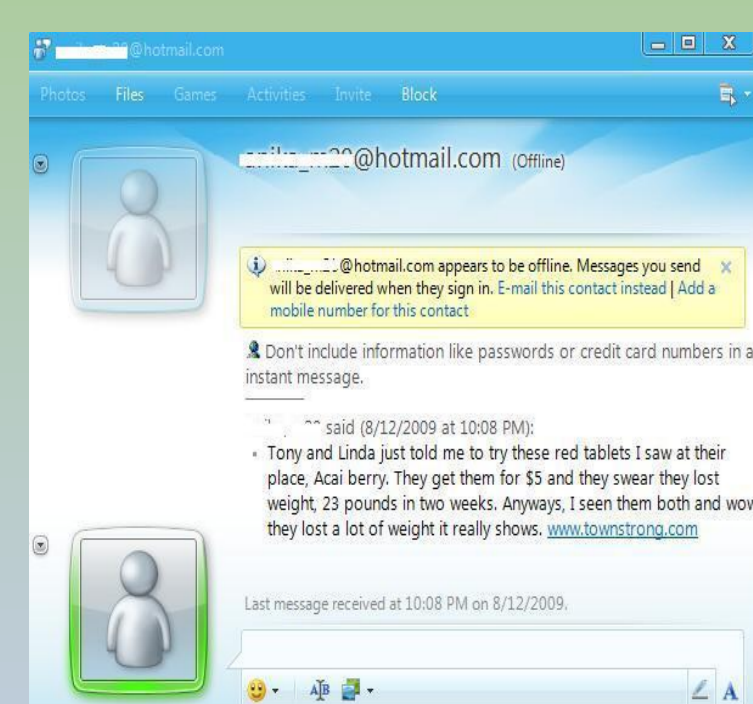 @hotmail.com
Photos Files Games Activities Invite Block
@hotmail.com (Offline)
@hotmail.com appears to be offline. Messages you send
will be delivered when they sign in. E-mail this contact instead | Add a
mobile number for this contact
Don't include information like passwords or credit card numbers in a
instant message.
said (8/12/2009 at 10:08 PM):
Tony and Linda just told me to try these red tablets I saw at their
place, Acai berry. They get them for $5 and they swear they lost
weight, 23 pounds in two weeks. Anyways, I seen them both and wow
they lost a lot of weight it really shows. www.townstrong.com
Last message received at 10:08 PM on 8/12/2009.